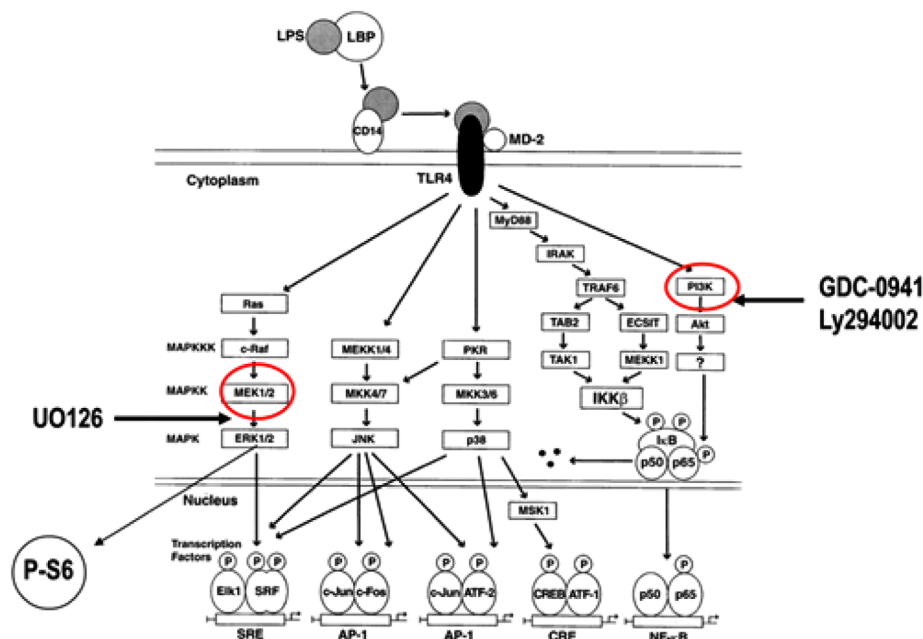 LPS
LBP
CD14
MD-2
TLR4
Cytoplasm
MyD88
IRAK
TRAF6
PI3K
GDC-0941
Ly294002
Ras
TAB2
ECSIT
Akt
MAPKKK
c-Raf
MEKK1/4
PKR
TAK1
MEKK1
?
MAPKK
MEK1/2
MKK4/7
MKK3/6
IKKβ
UO126
MAPK
ERK1/2
JNK
p38
P
P
IκB
P
p50
p65
Nucleus
MSK1
P-S6
Transcription
Factors
P
P
P
P
P
P
P
P
P
P
Elk1
SRF
c-Jun
c-Fos
c-Jun
ATF-2
CREB
ATF-1
p50
p65
SRE
AP-1
AP-1
CRE
NF-κB